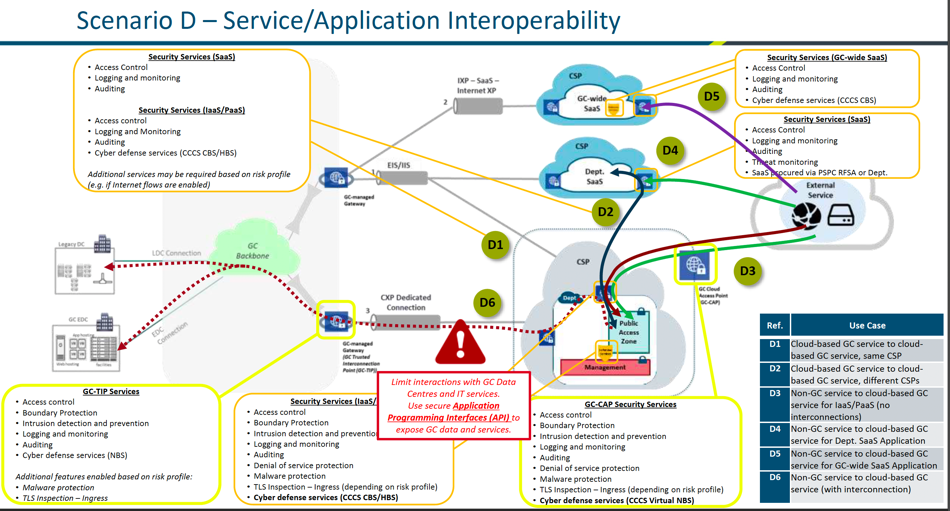 Scenario D – Service/Application Interoperability
Security Services (SaaS)
• Access Control
• Logging and monitoring
• Auditing
Security Services (IaaS/PaaS)
• Access control
• Logging and Monitoring
• Auditing
• Cyber defense services (CCCS CBS/HBS)
Additional services may be required based on risk profile
(e.g. if Internet flows are enabled)
IXP – SaaS –
Internet XP
2
CSP
GC-wide
SaaS
D5
Security Services (GC-wide SaaS)
• Access Control
• Logging and monitoring
• Auditing
• Cyber defense services (CCCS CBS)
Security Services (SaaS)
• Access Control
• Logging and monitoring
• Auditing
• Threat monitoring
• SaaS procured via PSPC RFSA or Dept.
EIS/IIS
1
GC-managed
Gateway
CSP
Dept.
SaaS
D4
D2
External
Service
Legacy DC
LDC Connection
GC
Backbone
D1
CSP
GC Cloud
Access Point
(GC-CAP)
D3
GC EDC
EDC
Connection
3
CXP Dedicated
Connection
D6
GC-managed
Gateway
(GC Trusted
Interconnection
Point (GC-TIP))
Dept.
Public
Access
Zone
Management
Limit interactions with GC Data
Centres and IT services.
Use secure Application
Programming Interfaces (API) to
expose GC data and services.
GC-TIP Services
• Access control
• Boundary Protection
• Intrusion detection and prevention
• Logging and monitoring
• Auditing
• Cyber defense services (NBS)
Additional features enabled based on risk profile:
• Malware protection
• TLS Inspection – Ingress
Security Services (IaaS/
• Access control
• Boundary Protection
• Intrusion detection and prevention
• Logging and monitoring
• Auditing
• Denial of service protection
• Malware protection
• TLS Inspection – Ingress (depending on risk profile)
• Cyber defense services (CCCS CBS/HBS)
GC-CAP Security Services
• Access control
• Boundary Protection
• Intrusion detection and prevention
• Logging and monitoring
• Auditing
• Denial of service protection
• Malware protection
• TLS Inspection – Ingress (depending on risk profile)
• Cyber defense services (CCCS Virtual NBS)
Ref. Use Case
D1 Cloud-based GC service to cloud-
based GC service, same CSP
D2 Cloud-based GC service to cloud-
based GC service, different CSPs
D3 Non-GC service to cloud-based GC
service for IaaS/PaaS (no
interconnections)
D4 Non-GC service to cloud-based GC
service for Dept. SaaS Application
D5 Non-GC service to cloud-based GC
service for GC-wide SaaS Application
D6 Non-GC service to cloud-based GC
service (with interconnection)